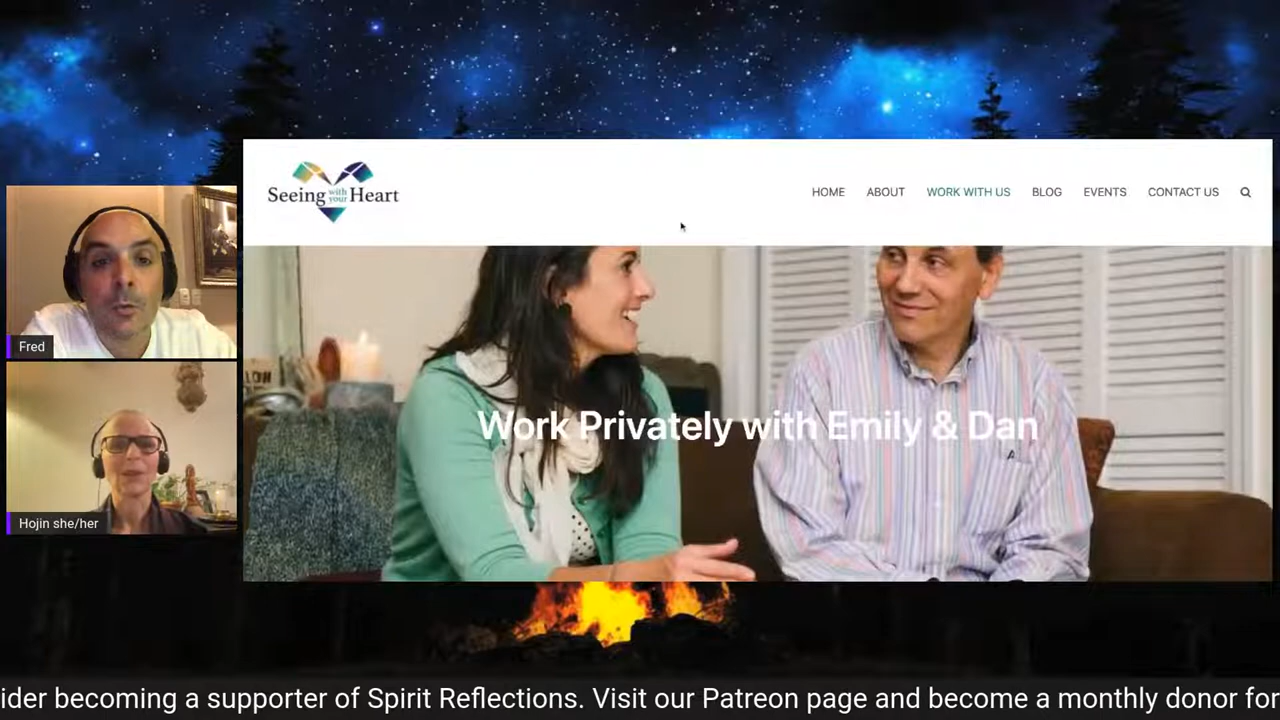 Seeing with your Heart
HOME ABOUT WORK WITH US BLOG EVENTS CONTACT US
Work Privately with Emily & Dan
Fred
Hojin she/her
ider becoming a supporter of Spirit Reflections. Visit our Patreon page and become a monthly donor for